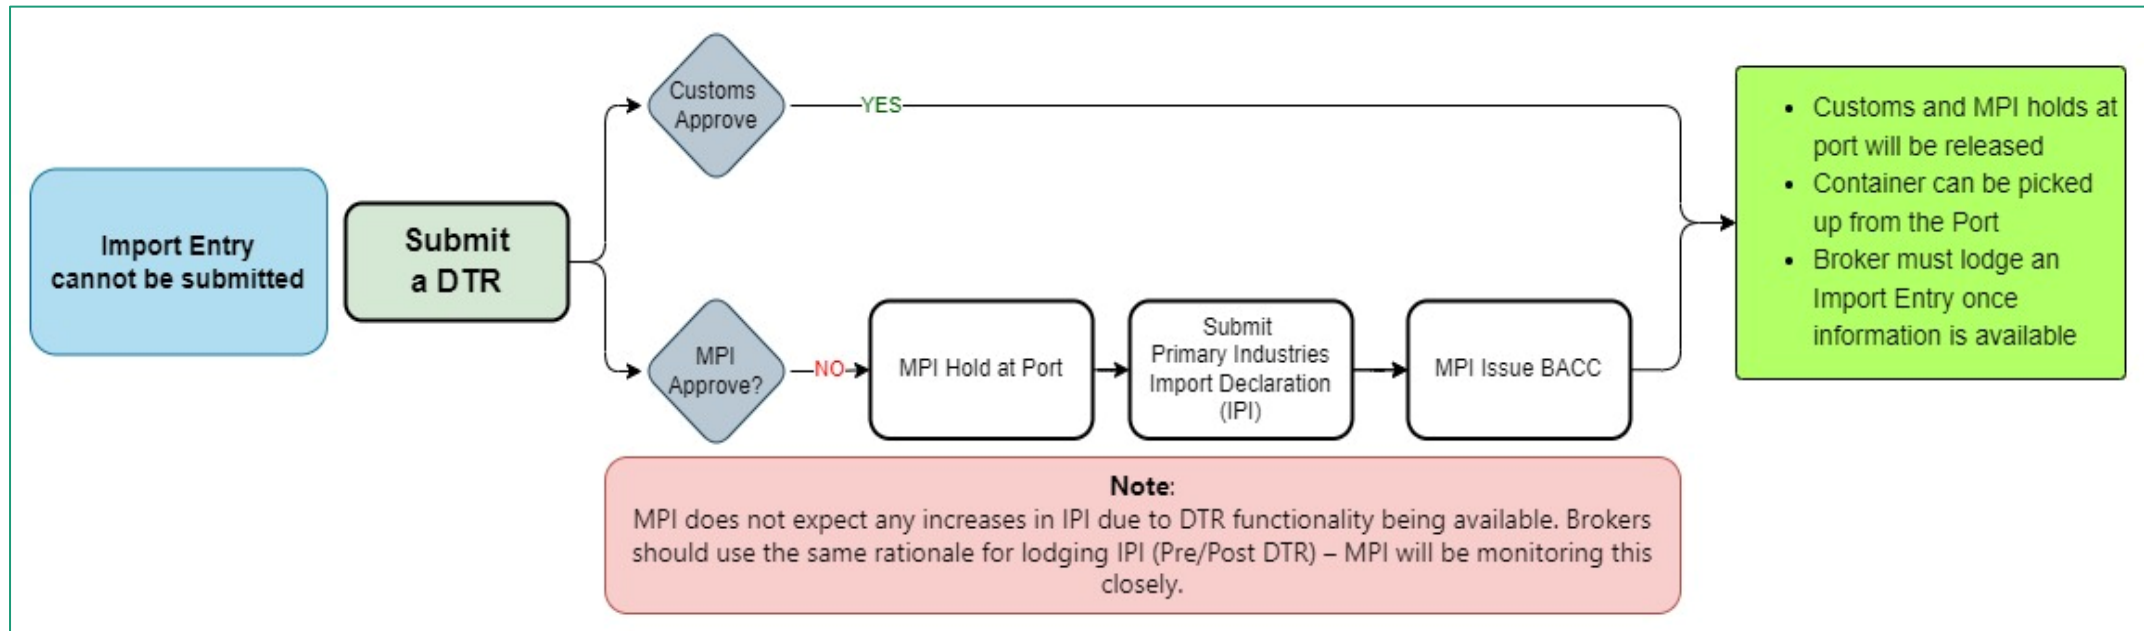 Import Entry
cannot be submitted
Submit
a DTR
Customs
Approve
YES
MPI
Approve?
NO
MPI Hold at Port
Submit
Primary Industries
Import Declaration
(IPI)
MPI Issue BACC
• Customs and MPI holds at
port will be released
• Container can be picked
up from the Port
• Broker must lodge an
Import Entry once
information is available
Note:
MPI does not expect any increases in IPI due to DTR functionality being available. Brokers
should use the same rationale for lodging IPI (Pre/Post DTR) – MPI will be monitoring this
closely.